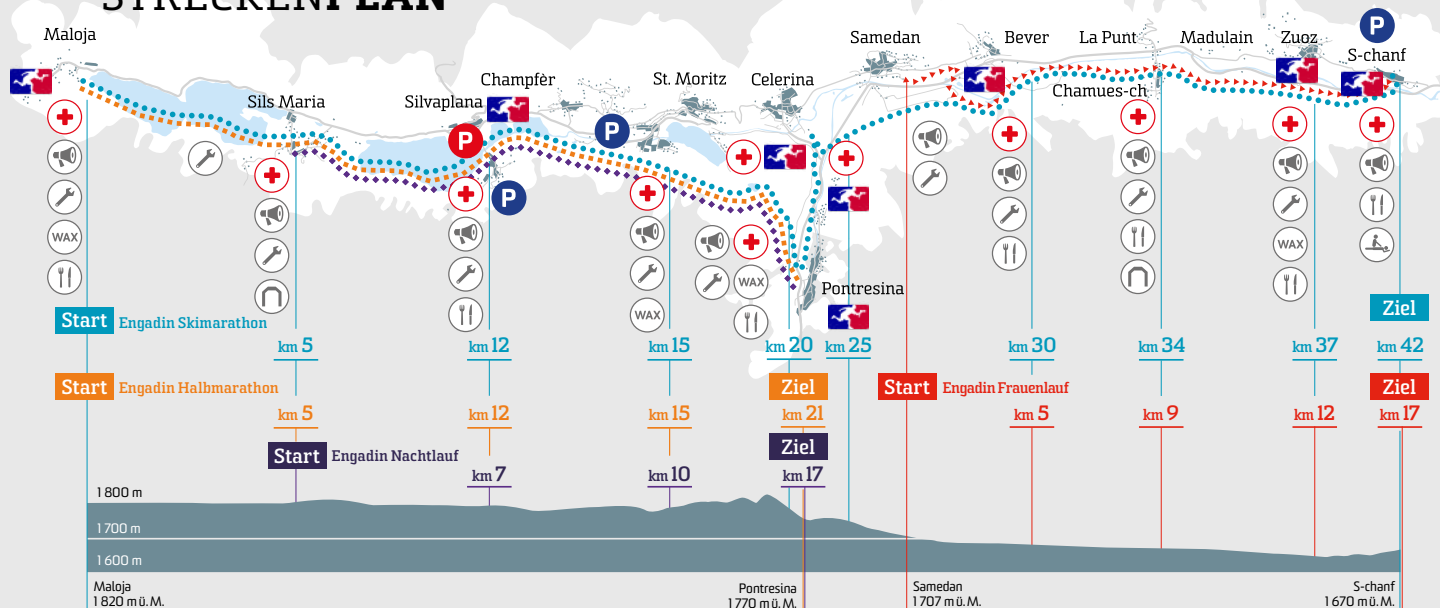 STRECKENPLAN
Maloja
Sils Maria
Silvaplana
Champfèr
St. Moritz
Celerina
Samedan
Bever
La Punt
Chamues-ch
Madulain
Zuoz
S-chanf
Pontresina
P
P
P
P
WAX
WAX
WAX
WAX
Start Engadin Skimarathon
Ziel
km 5
km 12
km 15
km 20
km 25
km 30
km 34
km 37
km 42
Start Engadin Halbmarathon
Ziel
km 5
km 12
km 15
km 21
Start Engadin Frauenlauf
Ziel
km 5
km 9
km 12
km 17
Start Engadin Nachtlauf
Ziel
km 7
km 10
km 17
1800 m
1700 m
1600 m
Maloja
1820 m ü. M.
Pontresina
1770 m ü. M.
Samedan
1707 m ü. M.
S-chanf
1670 m ü. M.